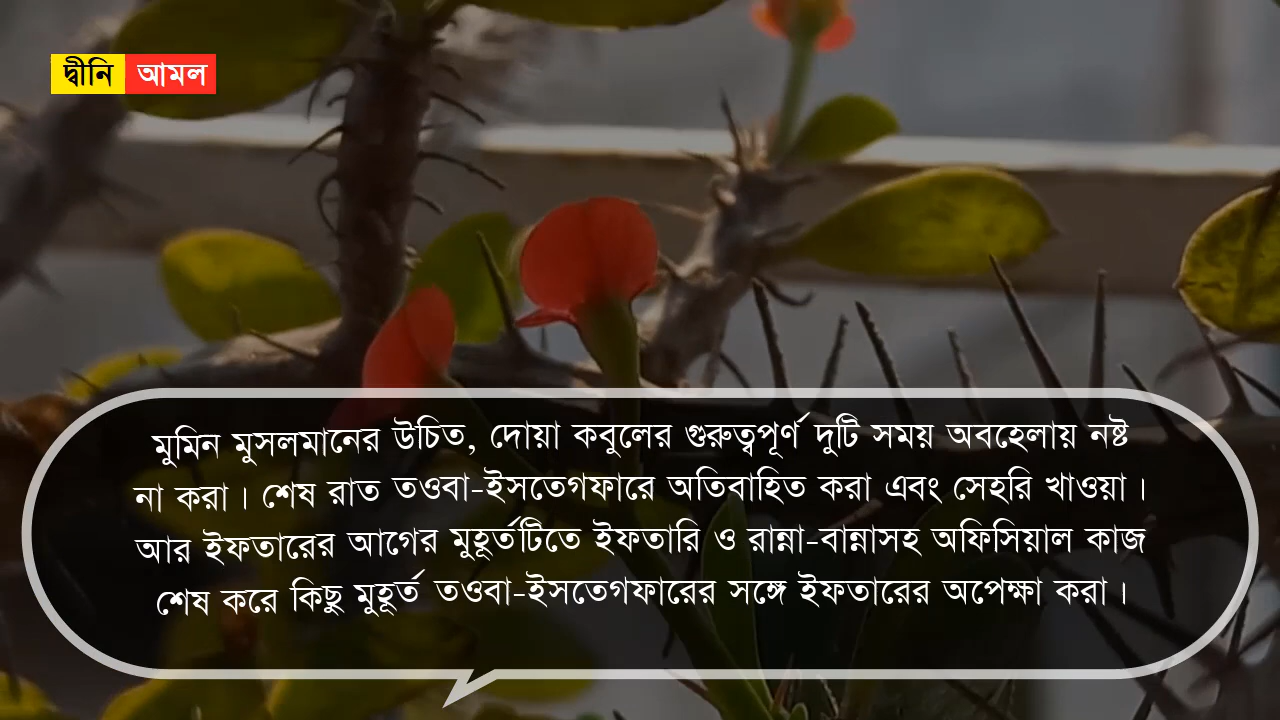 দ্বীনি আমল
মুমিন মুসলমানের উচিত, দোয়া কবুলের গুরুত্বপূর্ণ দুটি সময় অবহেলায় নষ্ট
না করা। শেষ রাত তওবা-ইসতেগফারে অতিবাহিত করা এবং সেহরি খাওয়া।
আর ইফতারের আগের মুহূর্তটিতে ইফতারি ও রান্না-বান্নাসহ অফিসিয়াল কাজ
শেষ করে কিছু মুহূর্ত তওবা-ইসতেগফারের সঙ্গে ইফতারের অপেক্ষা করা।